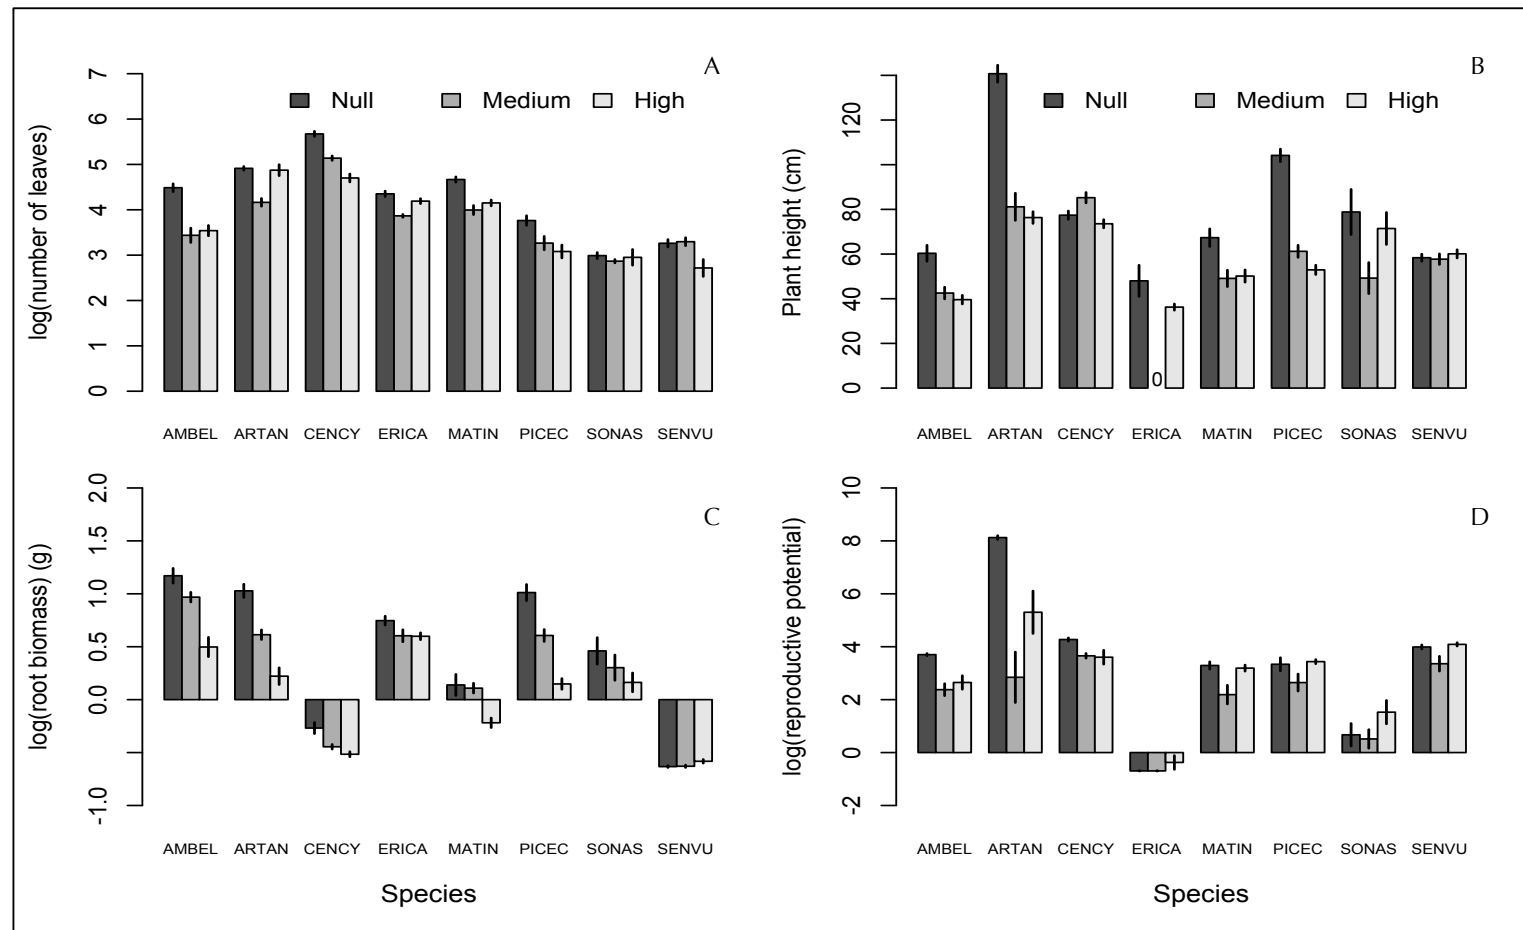 A
Null Medium High
log(number of leaves)
7
6
5
4
3
2
1
0
AMBEL ARTAN CENCY ERICA MATIN PICEC SONAS SENVU
B
Null Medium High
Plant height (cm)
120
80
60
40
20
0
0
AMBEL ARTAN CENCY ERICA MATIN PICEC SONAS SENVU
C
log(root biomass) (g)
2.0
1.5
1.0
0.5
0.0
-1.0
AMBEL ARTAN CENCY ERICA MATIN PICEC SONAS SENVU
Species
D
log(reproductive potential)
10
8
6
4
2
0
-2
AMBEL ARTAN CENCY ERICA MATIN PICEC SONAS SENVU
Species